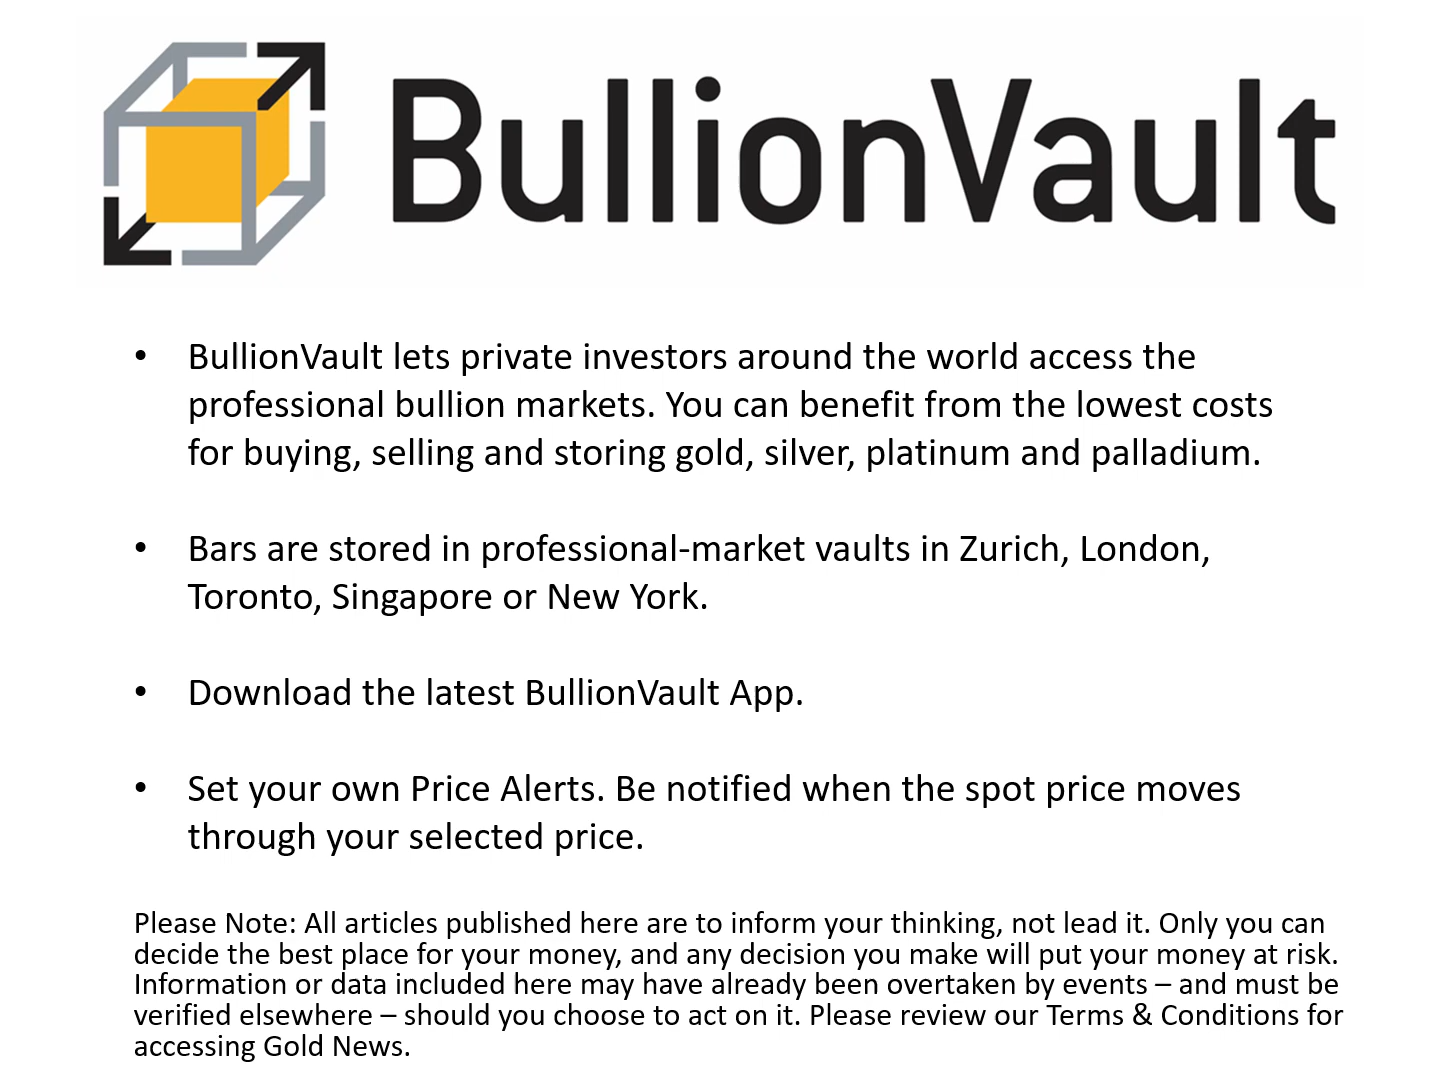 BullionVault
• BullionVault lets private investors around the world access the
professional bullion markets. You can benefit from the lowest costs
for buying, selling and storing gold, silver, platinum and palladium.
• Bars are stored in professional-market vaults in Zurich, London,
Toronto, Singapore or New York.
• Download the latest BullionVault App.
• Set your own Price Alerts. Be notified when the spot price moves
through your selected price.
Please Note: All articles published here are to inform your thinking, not lead it. Only you can
decide the best place for your money, and any decision you make will put your money at risk.
Information or data included here may have already been overtaken by events – and must be
verified elsewhere – should you choose to act on it. Please review our Terms & Conditions for
accessing Gold News.